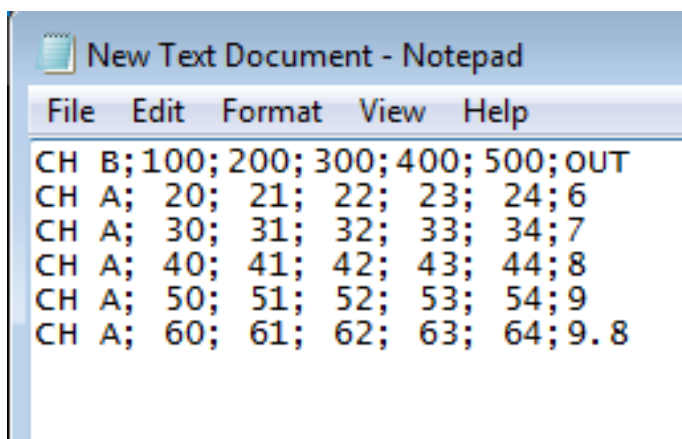 New Text Document - Notepad
File Edit Format View Help
CH B;100;200;300;400;500;OUT
CH A; 20; 21; 22; 23; 24;6
CH A; 30; 31; 32; 33; 34;7
CH A; 40; 41; 42; 43; 44;8
CH A; 50; 51; 52; 53; 54;9
CH A; 60; 61; 62; 63; 64;9.8